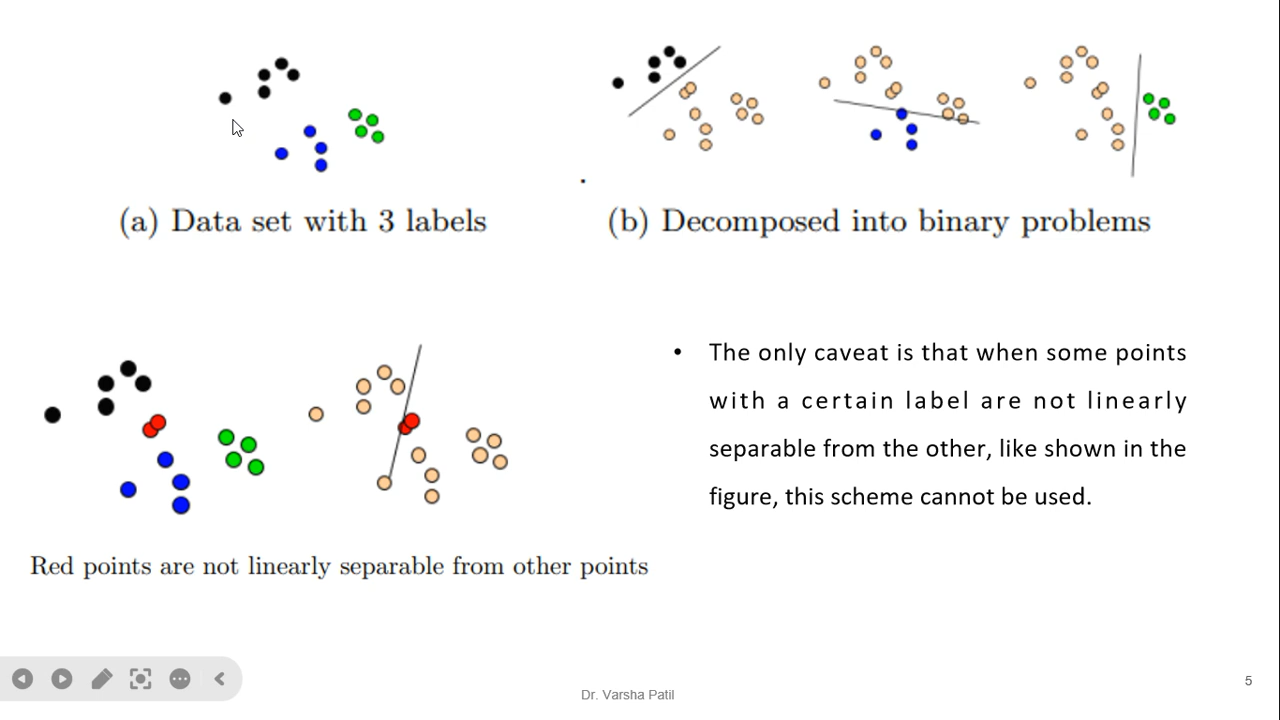 (a) Data set with 3 labels
(b) Decomposed into binary problems
• The only caveat is that when some points
with a certain label are not linearly
separable from the other, like shown in the
figure, this scheme cannot be used.
Red points are not linearly separable from other points
Dr. Varsha Patil
5